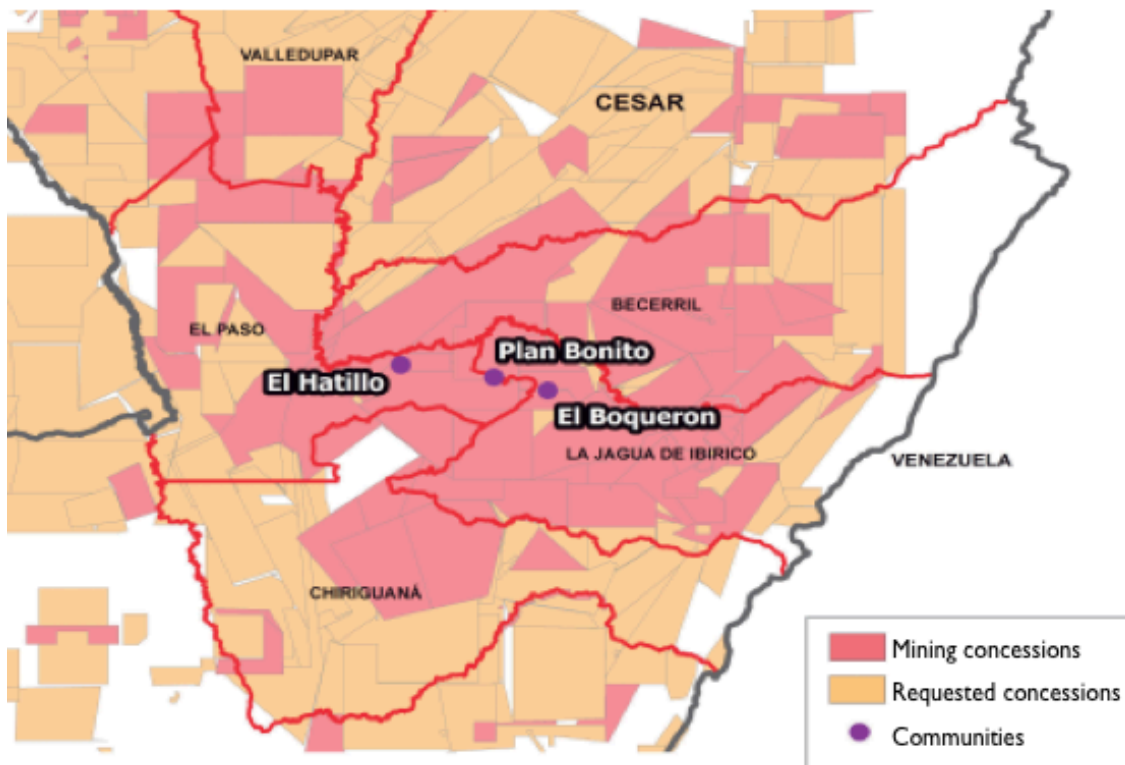 VALLEDUPAR
CESAR
BECERRIL
EL PASO
Plan Bonito
El Hatillo
El Boqueron
LA JAGUA DE IBIRICO
VENEZUELA
CHIRIGUANÁ
Mining concessions
Requested concessions
Communities